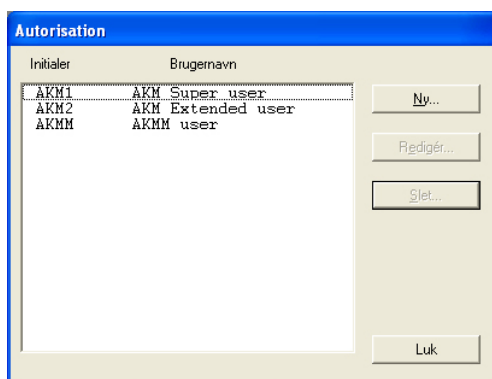 Autorisation
Initialer Brugernavn
AKM1 AKM Super user
AKM2 AKM Extended user
AKMM AKMM user
Ny...
Redigér...
Slet...
Luk